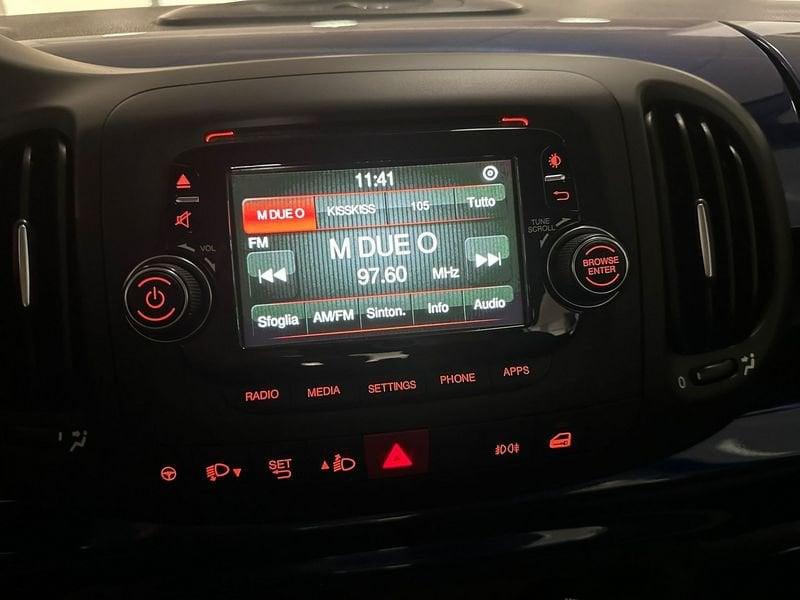 11:41
M DUE O KISSKISS 105 Tutto
FM
M DUE O
97.60 MHz
Sfoglia AM/FM Sinton. Info Audio
VOL
TUNE
SCROLL
BROWSE
ENTER
RADIO MEDIA SETTINGS PHONE APPS
SET
0